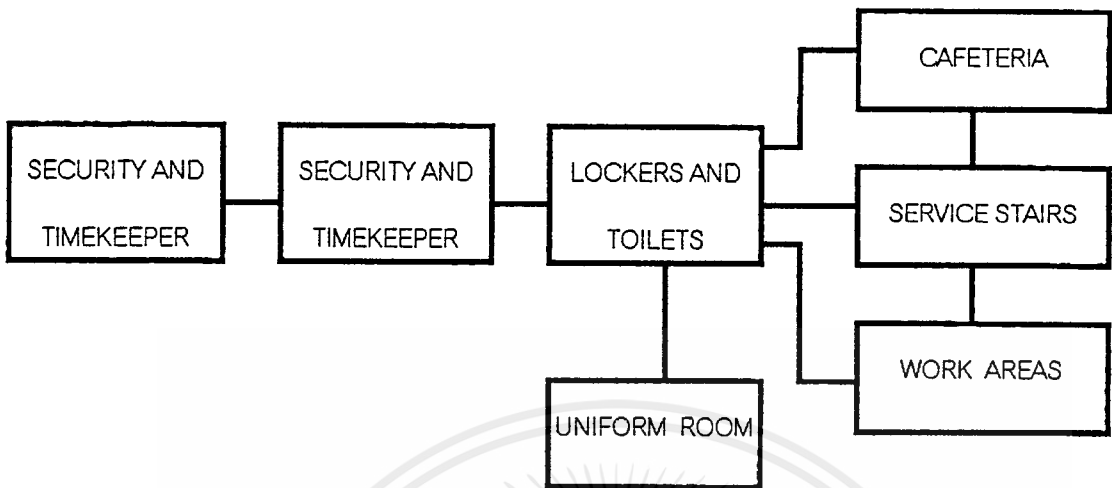 SECURITY AND
TIMEKEEPER
SECURITY AND
TIMEKEEPER
LOCKERS AND
TOILETS
CAFETERIA
SERVICE STAIRS
WORK AREAS
UNIFORM ROOM